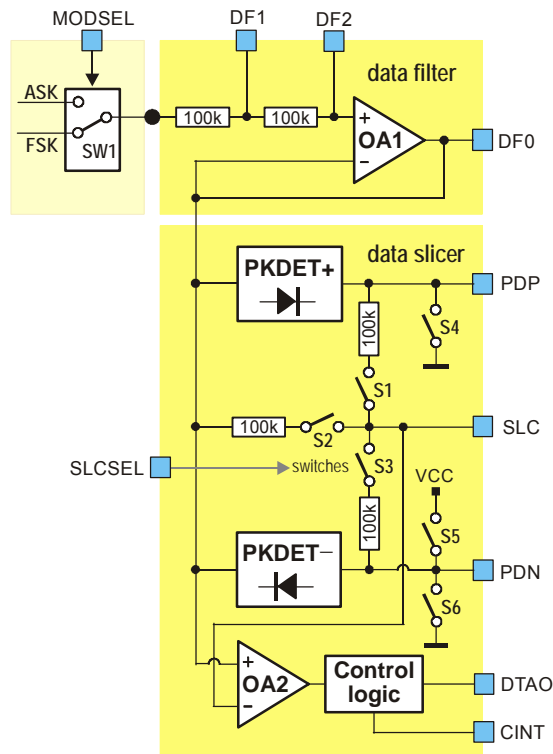 MODSEL
DF1
DF2
ASK
FSK
SW1
data filter
100k
100k
+
OA1
−
DF0
data slicer
PKDET+
PDP
100k
S4
S1
100k
S2
SLC
S3
SLCSEL
switches
VCC
100k
S5
PKDET−
PDN
S6
+
OA2
−
Control
logic
DTAO
CINT